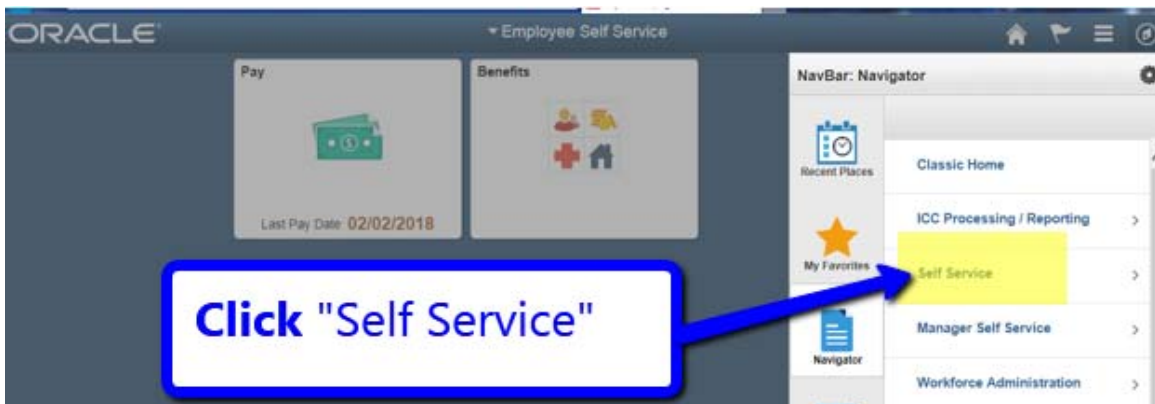 ORACLE
Employee Self Service
Pay
Benefits
NavBar: Navigator
Recent Places
Classic Home
ICC Processing / Reporting
Last Pay Date 02/02/2018
My Favorites
Self Service
Click "Self Service"
Manager Self Service
Navigator
Workforce Administration